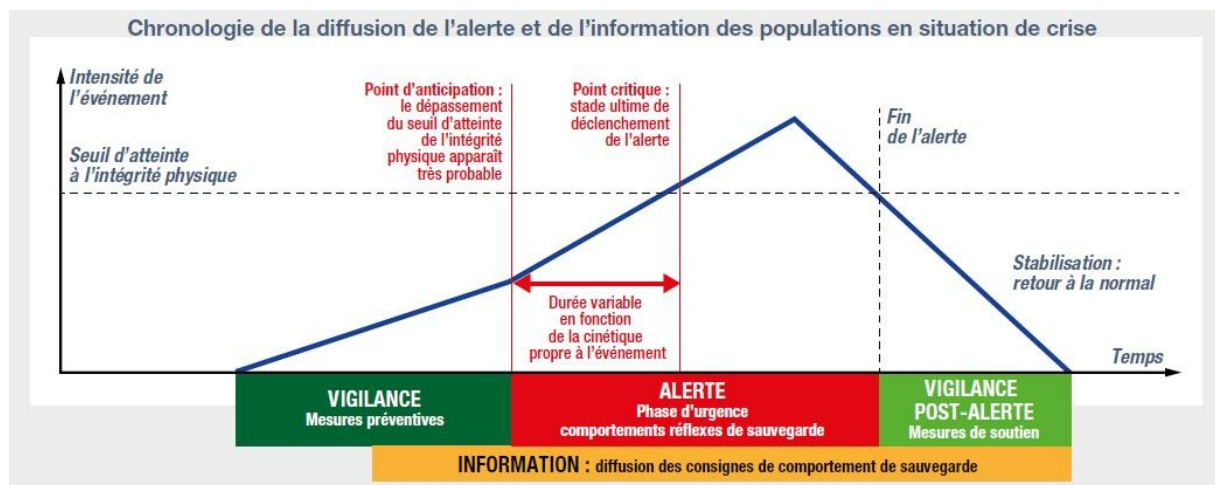 Chronologie de la diffusion de l'alerte et de l'information des populations en situation de crise
Intensité de
l'événement
Seuil d'atteinte
à l'intégrité physique
Point d'anticipation :
le dépassement
du seuil d'atteinte
de l'intégrité
physique apparaît
très probable
Point critique :
stade ultime de
déclenchement
de l'alerte
Fin
de l'alerte
Durée variable
en fonction
de la cinétique
propre à l'événement
Stabilisation :
retour à la normal
Temps
VIGILANCE
Mesures préventives
ALERTE
Phase d'urgence
comportements réflexes de sauvegarde
VIGILANCE
POST-ALERTE
Mesures de soutien
INFORMATION : diffusion des consignes de comportement de sauvegarde